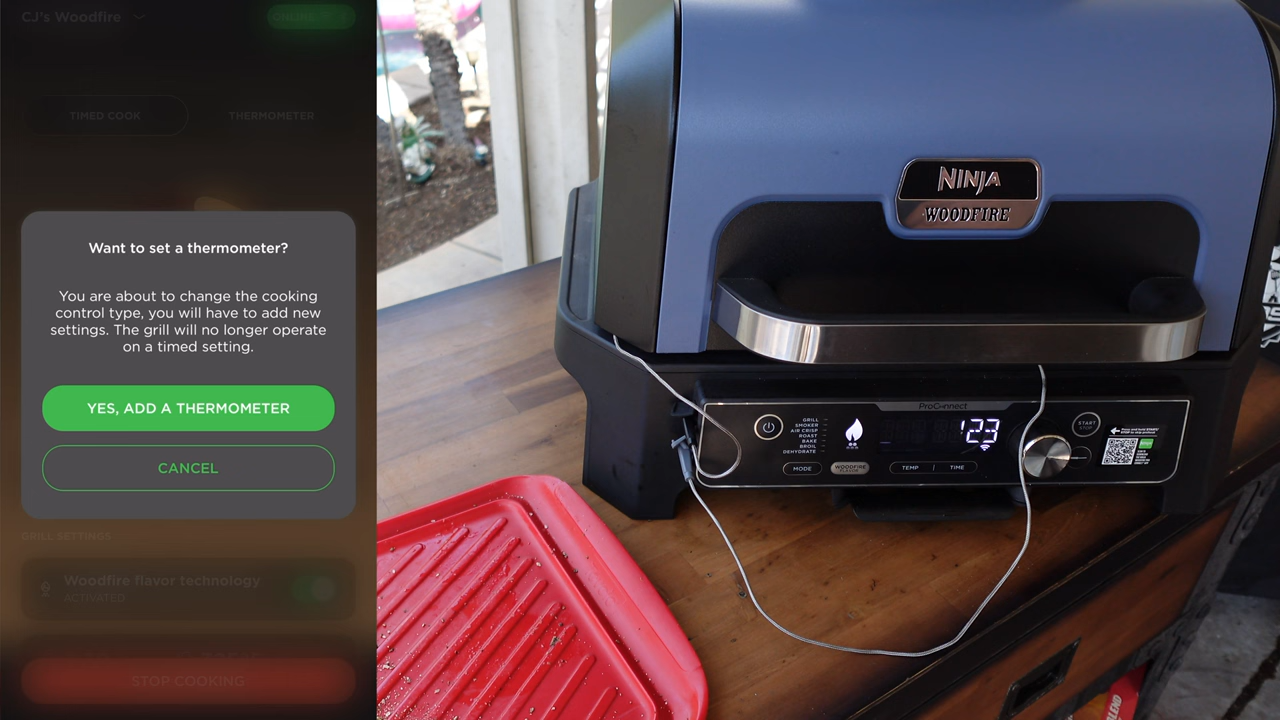 CJ's Woodfire
ONLINE
TIMED COOK
THERMOMETER
Want to set a thermometer?
You are about to change the cooking
control type, you will have to add new
settings. The grill will no longer operate
on a timed setting.
YES, ADD A THERMOMETER
CANCEL
GRILL SETTINGS
Woodfire flavor technology
ACTIVATED
STOP COOKING
NINJA
WOODFIRE
ProConnect
GRILL
SMOKER
AIR CRISP
ROAST
BAKE
BROIL
DEHYDRATE
MODE
WOODFIRE
FLAVOR
TEMP
TIME
123
START
STOP